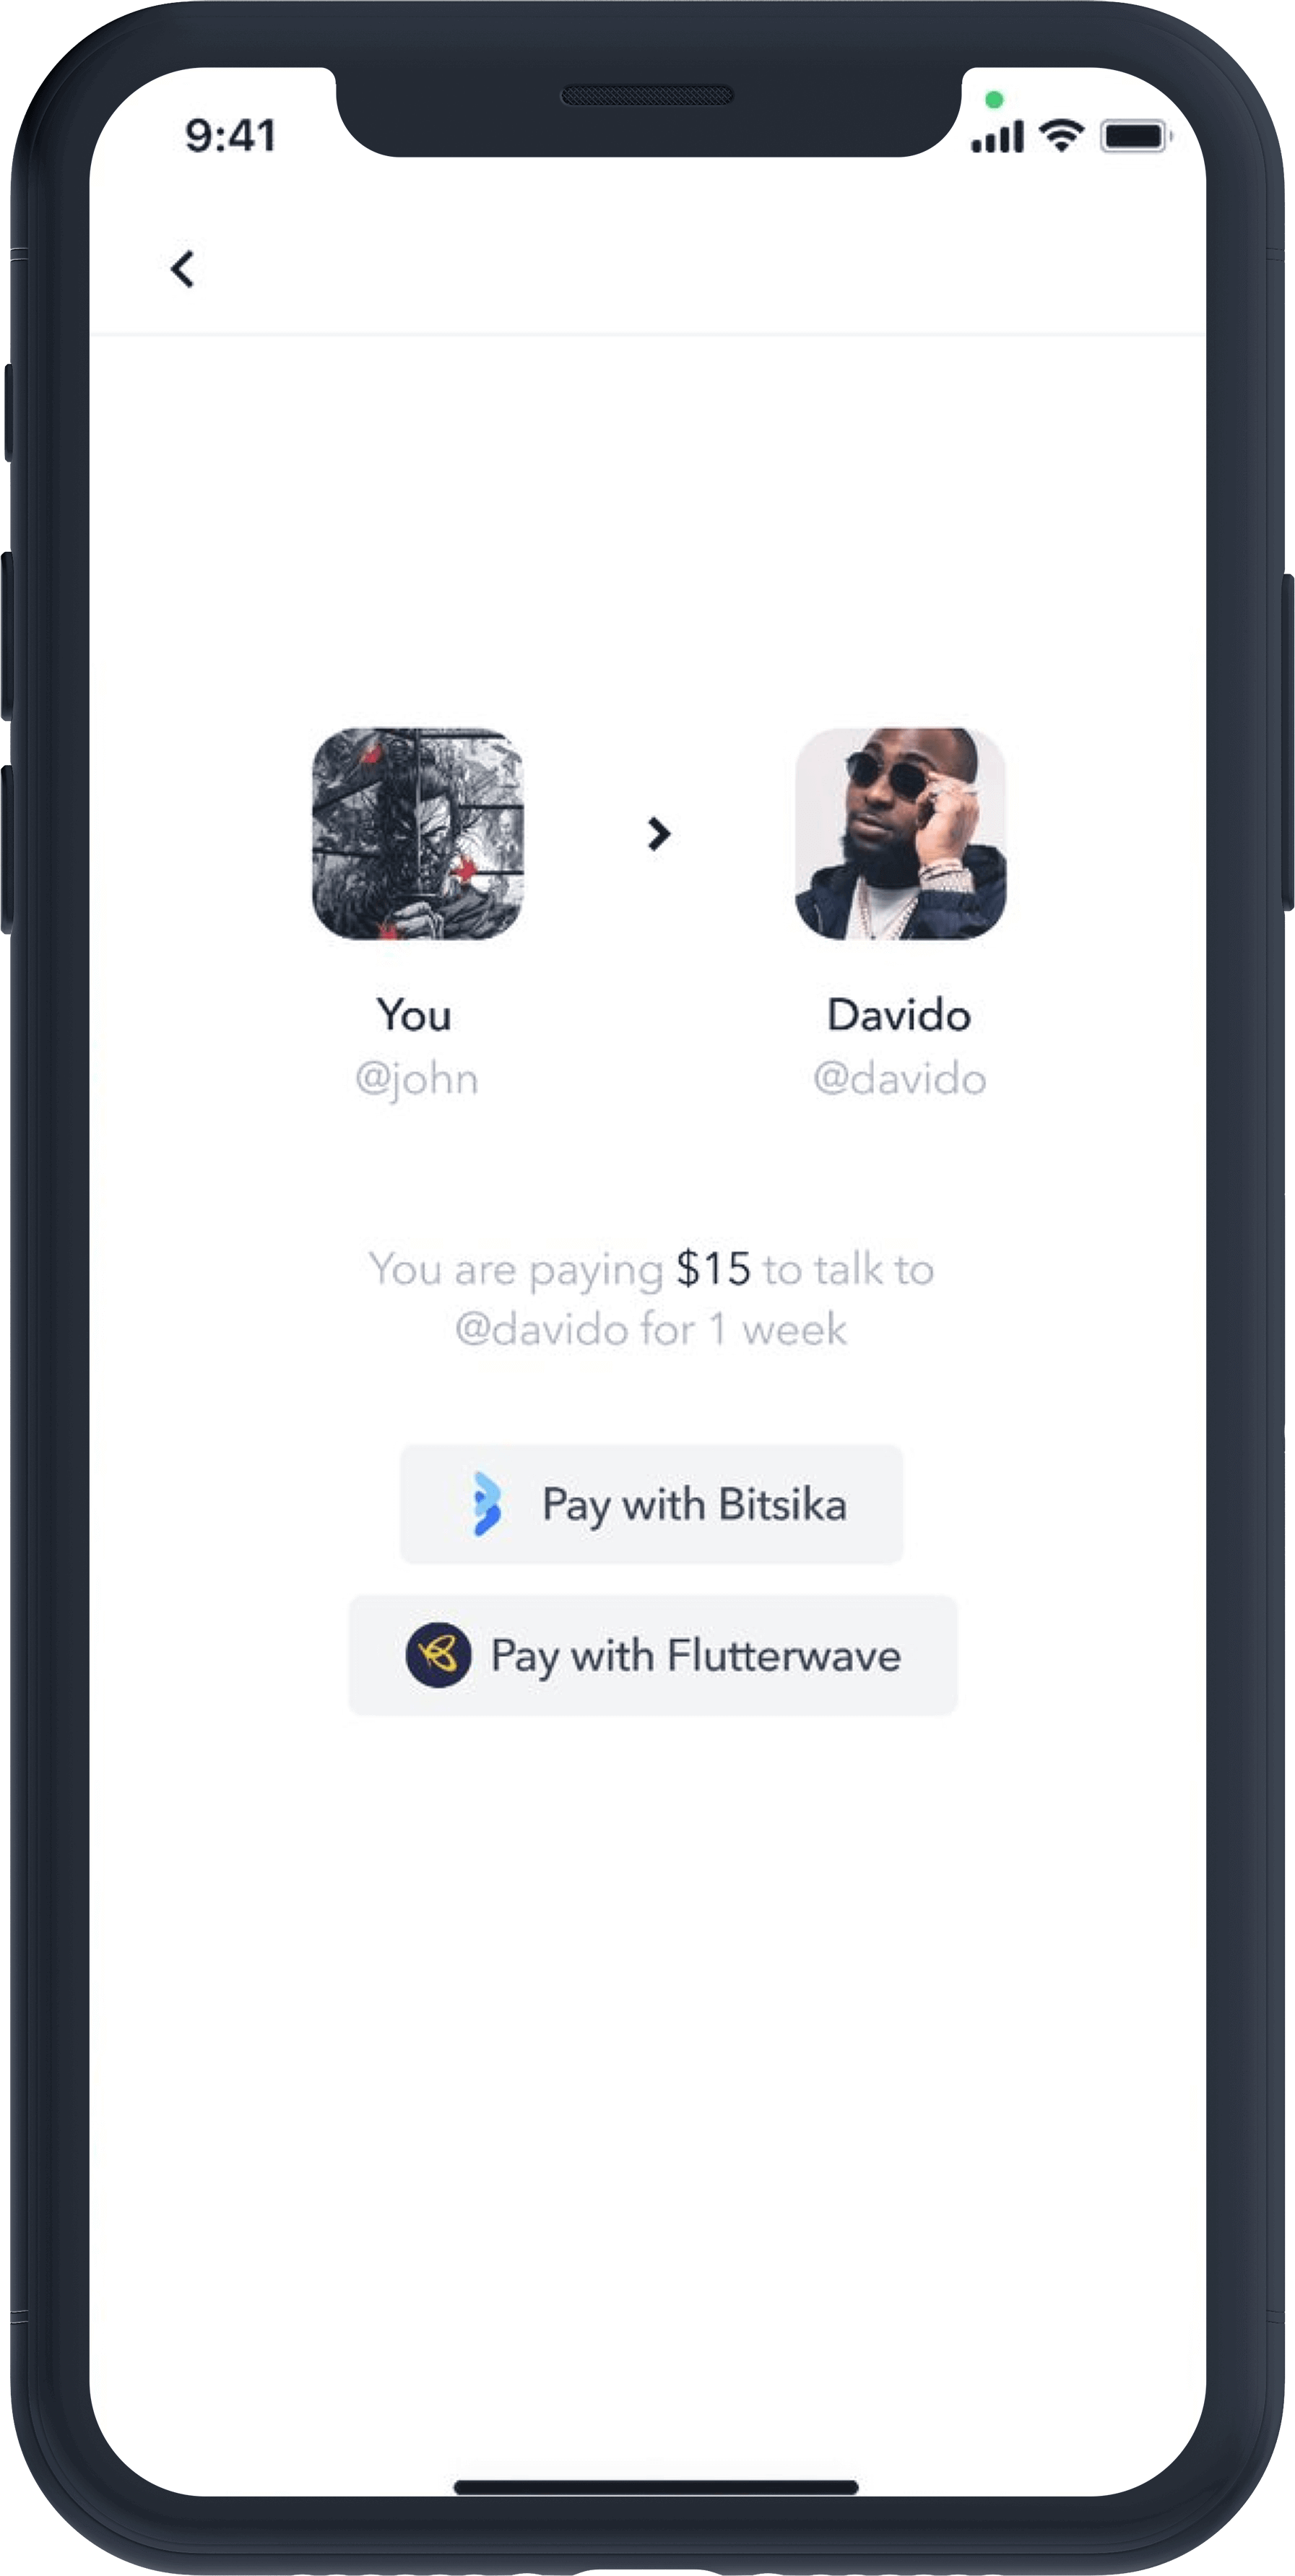 9:41
You
Davido
@john
@davido
You are paying $15 to talk to
@davido for 1 week
Pay with Bitsika
Pay with Flutterwave